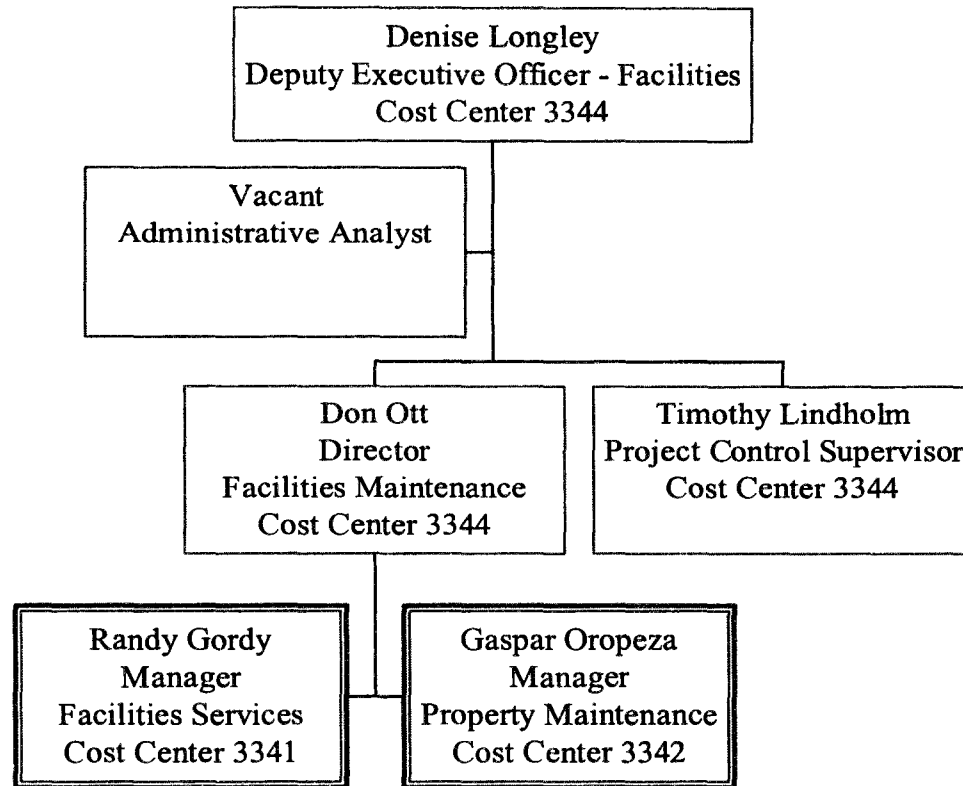 Denise Longley
Deputy Executive Officer - Facilities
Cost Center 3344
Vacant
Administrative Analyst
Don Ott
Director
Facilities Maintenance
Cost Center 3344
Timothy Lindholm
Project Control Supervisor
Cost Center 3344
Randy Gordy
Manager
Facilities Services
Cost Center 3341
Gaspar Oropeza
Manager
Property Maintenance
Cost Center 3342